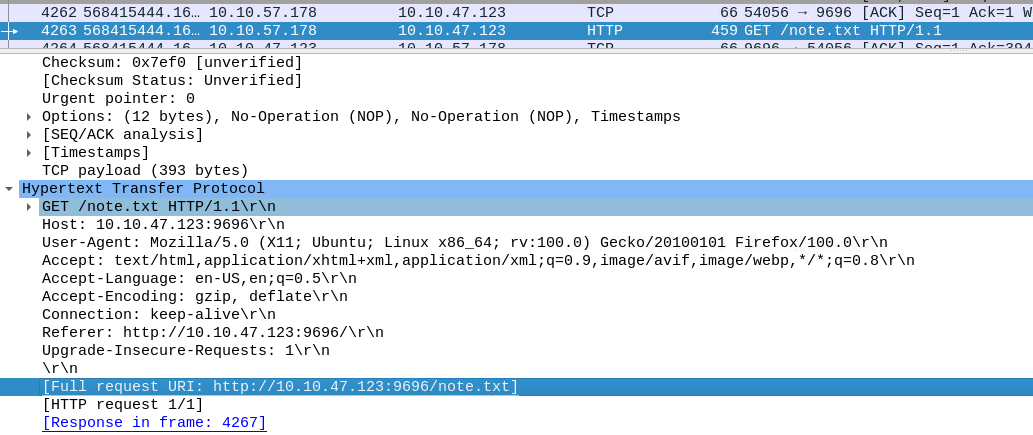 4262 568415444.16… 10.10.57.178 10.10.47.123 TCP 66 54056 → 9696 [ACK] Seq=1 Ack=1 W
4263 568415444.16… 10.10.57.178 10.10.47.123 HTTP 459 GET /note.txt HTTP/1.1
4264 568415444.16… 10.10.47.123 10.10.57.178 TCP 66 9696 → 54056 [ACK] Seq=1 Ack=394
Checksum: 0x7ef0 [unverified]
[Checksum Status: Unverified]
Urgent pointer: 0
Options: (12 bytes), No-Operation (NOP), No-Operation (NOP), Timestamps
[SEQ/ACK analysis]
[Timestamps]
TCP payload (393 bytes)
Hypertext Transfer Protocol
GET /note.txt HTTP/1.1\r\n
Host: 10.10.47.123:9696\r\n
User-Agent: Mozilla/5.0 (X11; Ubuntu; Linux x86_64; rv:100.0) Gecko/20100101 Firefox/100.0\r\n
Accept: text/html,application/xhtml+xml,application/xml;q=0.9,image/avif,image/webp,*/*;q=0.8\r\n
Accept-Language: en-US,en;q=0.5\r\n
Accept-Encoding: gzip, deflate\r\n
Connection: keep-alive\r\n
Referer: http://10.10.47.123:9696/\r\n
Upgrade-Insecure-Requests: 1\r\n
\r\n
[Full request URI: http://10.10.47.123:9696/note.txt]
[HTTP request 1/1]
[Response in frame: 4267]